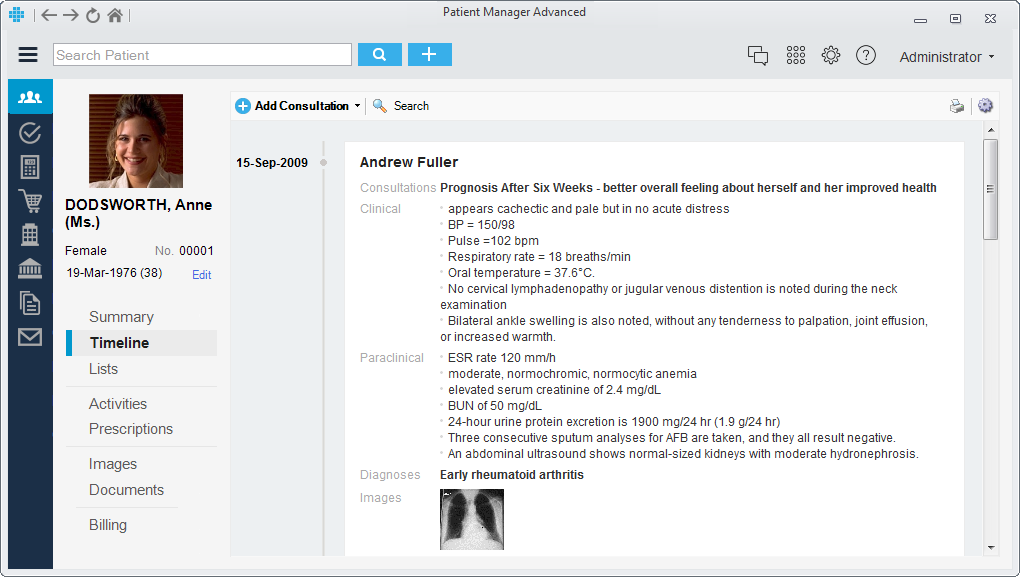 Patient Manager Advanced
Search Patient
Administrator
Add Consultation
Search
DODSWORTH, Anne
(Ms.)
Female No. 00001
19-Mar-1976 (38) Edit
Summary
Timeline
Lists
Activities
Prescriptions
Images
Documents
Billing
15-Sep-2009
Andrew Fuller
Consultations Prognosis After Six Weeks - better overall feeling about herself and her improved health
Clinical
• appears cachectic and pale but in no acute distress
• BP = 150/98
• Pulse =102 bpm
• Respiratory rate = 18 breaths/min
• Oral temperature = 37.6°C.
• No cervical lymphadenopathy or jugular venous distention is noted during the neck
examination
• Bilateral ankle swelling is also noted, without any tenderness to palpation, joint effusion,
or increased warmth.
Paraclinical
• ESR rate 120 mm/h
• moderate, normochromic, normocytic anemia
• elevated serum creatinine of 2.4 mg/dL
• BUN of 50 mg/dL
• 24-hour urine protein excretion is 1900 mg/24 hr (1.9 g/24 hr)
• Three consecutive sputum analyses for AFB are taken, and they all result negative.
• An abdominal ultrasound shows normal-sized kidneys with moderate hydronephrosis.
Diagnoses Early rheumatoid arthritis
Images